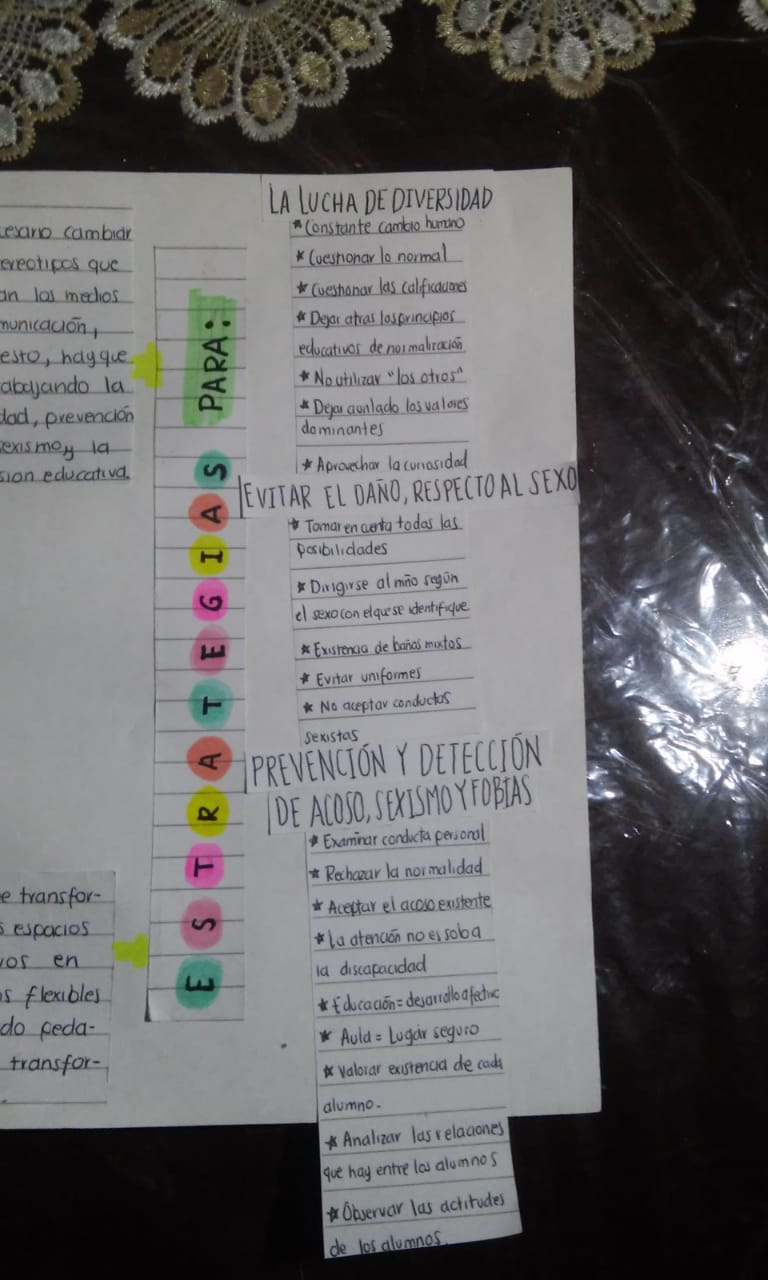 cambiar
ereotipos que
an los medios
municación,
esto, hay que
abajando la
dad, prevención
exismo y la
sion educativa.
e transfor-
s espacios
vos en
s flexibles
do peda-
transfor-
ESTRATEGIAS PARA:
LA LUCHA DE DIVERSIDAD
* Constante cambio humano
* Cuestionar lo normal
* Cuestionar las calificaciones
* Dejar atras los principios
educativos de normalización
* No utilizar "los otros"
* Dejar aunlado los valores
dominantes
* Aprovechar la curiosidad
EVITAR EL DAÑO, RESPECTO AL SEXO
* Tomar en cuenta todas las
posibilidades
* Dirigirse al niño según
el sexo con el que se identifique
* Existencia de baños mixtos
* Evitar uniformes
* No aceptar conductas
sexistas
PREVENCIÓN Y DETECCIÓN
DE ACOSO, SEXISMO Y FOBIAS
* Examinar conducta personal
* Rechazar la normalidad
* Aceptar el acoso existente
* La atención no es soba
la discapacidad
* Educación = desarrollo afectivo
* Aula = Lugar seguro
* Valorar existencia de cada
alumno.
* Analizar las relaciones
que hay entre los alumnos
* Observar las actitudes
de los alumnos.